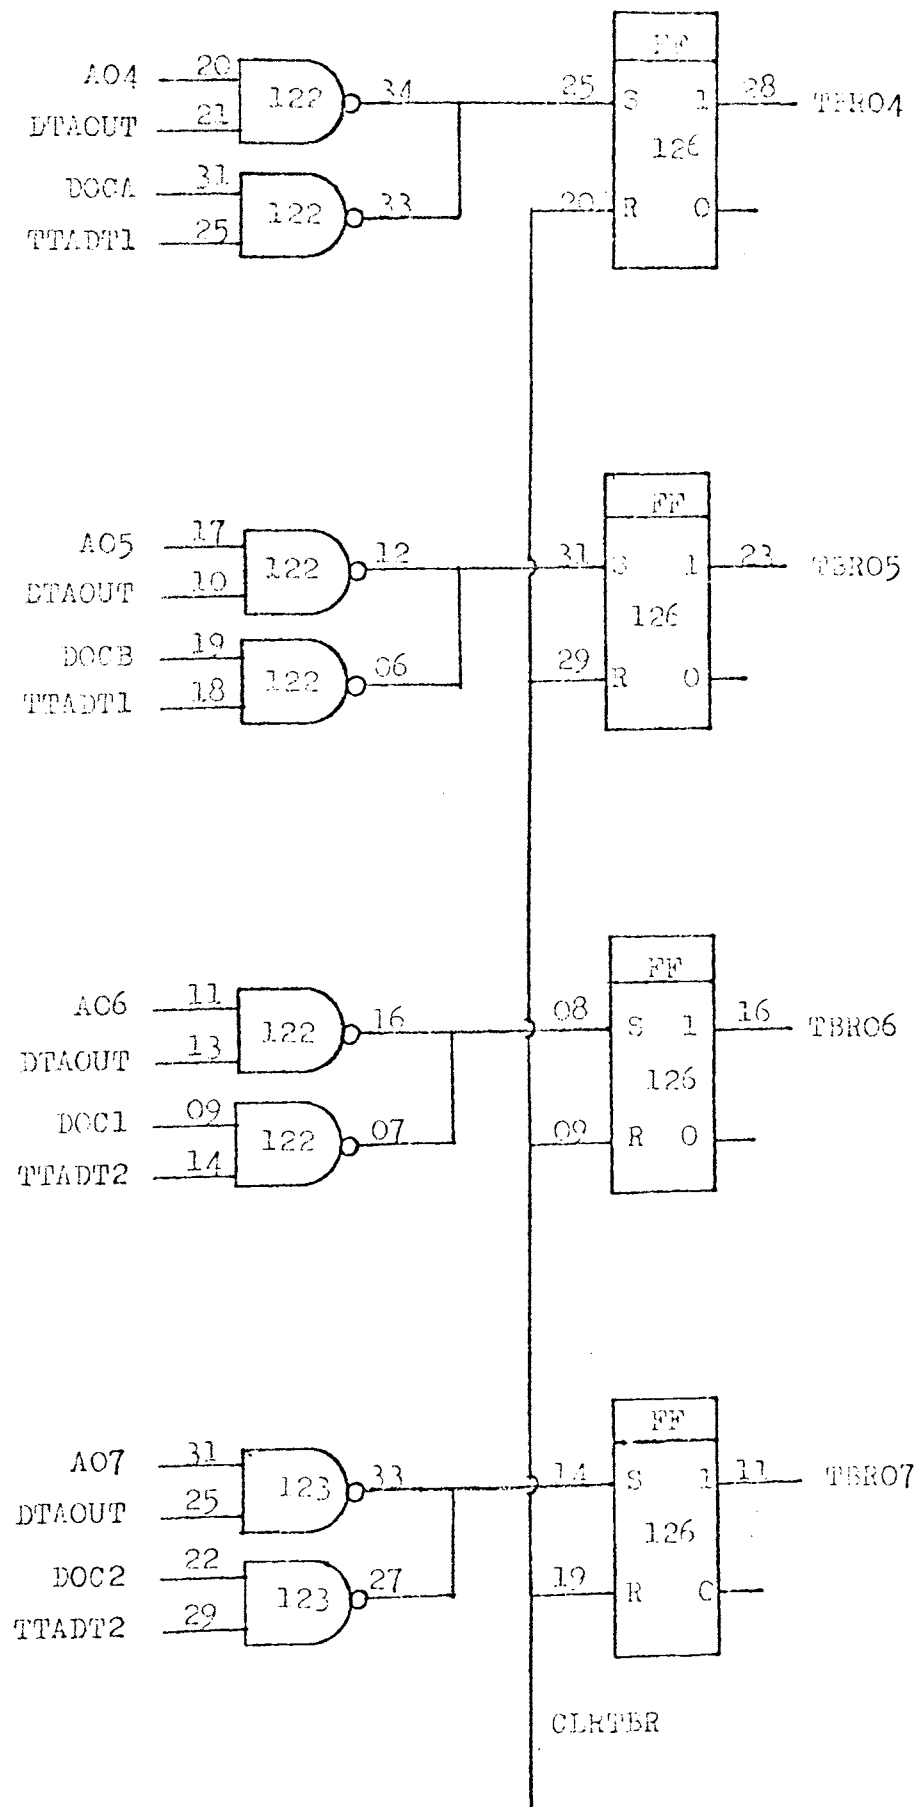 FF
A04 20 122 34 25 S 1 28 TBR04
DTAOUT 21
126
DOCA 31 122 33 20 R 0
TTADT1 25
FF
A05 17 122 12 31 S 1 23 TBR05
DTAOUT 10
126
DOCB 19 122 06 29 R 0
TTADT1 18
FF
A06 11 122 16 08 S 1 16 TBR06
DTAOUT 13
126
DOC1 09 122 07 09 R 0
TTADT2 14
FF
A07 31 123 33 14 S 1 11 TBR07
DTAOUT 25
126
DOC2 22 123 27 19 R 0
TTADT2 29
CLRTBR